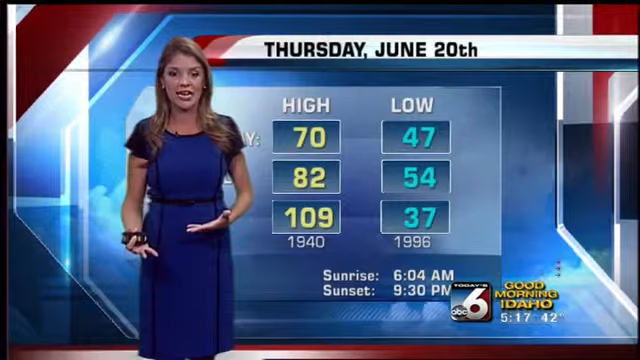 THURSDAY, JUNE 20th
HIGH LOW
Y: 70 47
82 54
109 37
1940 1996
Sunrise: 6:04 AM
Sunset: 9:30 PM
TODAY'S
6
abc
GOOD
MORNING
IDAHO
5:17 42°